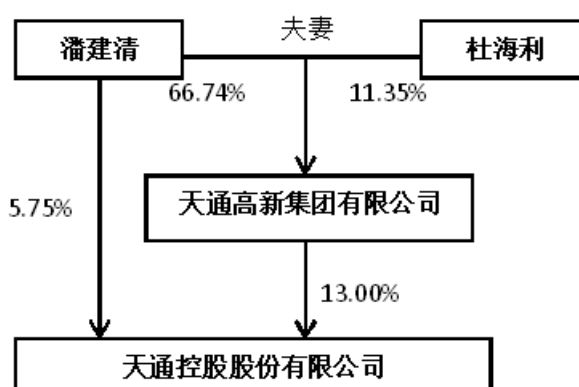 夫妻
潘建清
杜海利
66.74%
11.35%
天通高新集团有限公司
5.75%
13.00%
天通控股股份有限公司